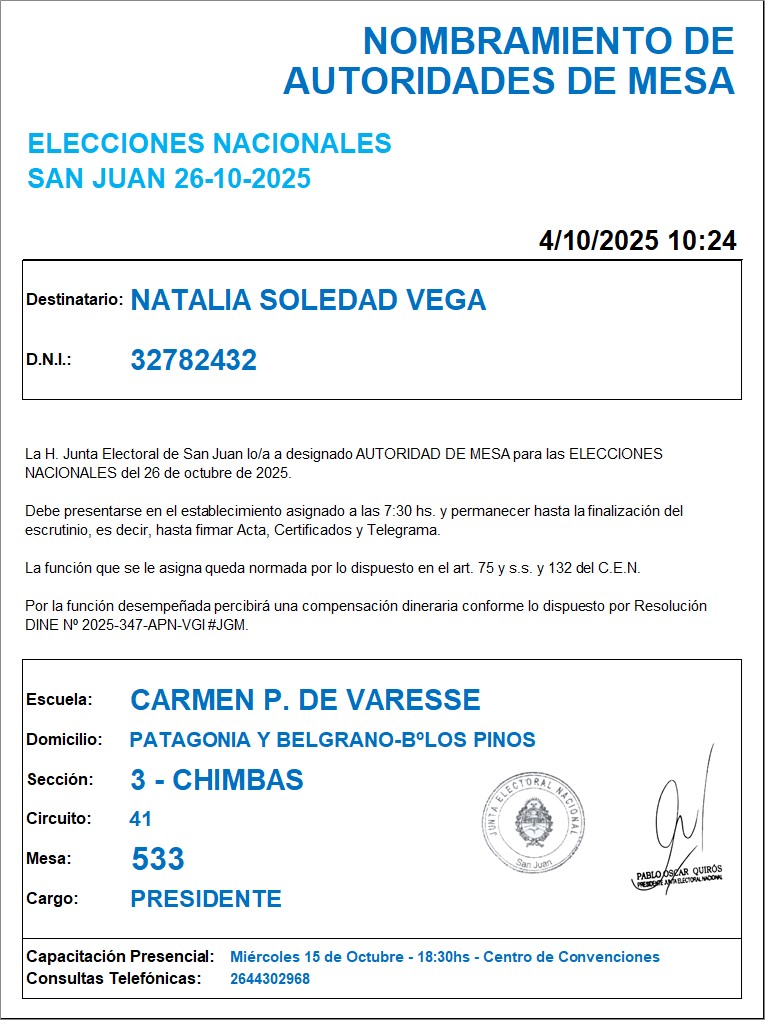 NOMBRAMIENTO DE
AUTORIDADES DE MESA
ELECCIONES NACIONALES
SAN JUAN 26-10-2025
4/10/2025 10:24
Destinatario: NATALIA SOLEDAD VEGA
D.N.I.: 32782432
La H. Junta Electoral de San Juan lo/a a designado AUTORIDAD DE MESA para las ELECCIONES
NACIONALES del 26 de octubre de 2025.
Debe presentarse en el establecimiento asignado a las 7:30 hs. y permanecer hasta la finalización del
escrutinio, es decir, hasta firmar Acta, Certificados y Telegrama.
La función que se le asigna queda normada por lo dispuesto en el art. 75 y s.s. y 132 del C.E.N.
Por la función desempeñada percibirá una compensación dineraria conforme lo dispuesto por Resolución
DINE Nº 2025-347-APN-VGI#JGM.
Escuela: CARMEN P. DE VARESSE
Domicilio: PATAGONIA Y BELGRANO-BºLOS PINOS
Sección: 3 - CHIMBAS
Circuito: 41
Mesa: 533
Cargo: PRESIDENTE
JUNTA ELECTORAL NACIONAL
San Juan
PABLO OSCAR QUIRÓS
PRESIDENTE JUNTA ELECTORAL NACIONAL
Capacitación Presencial: Miércoles 15 de Octubre - 18:30hs - Centro de Convenciones
Consultas Telefónicas: 2644302968